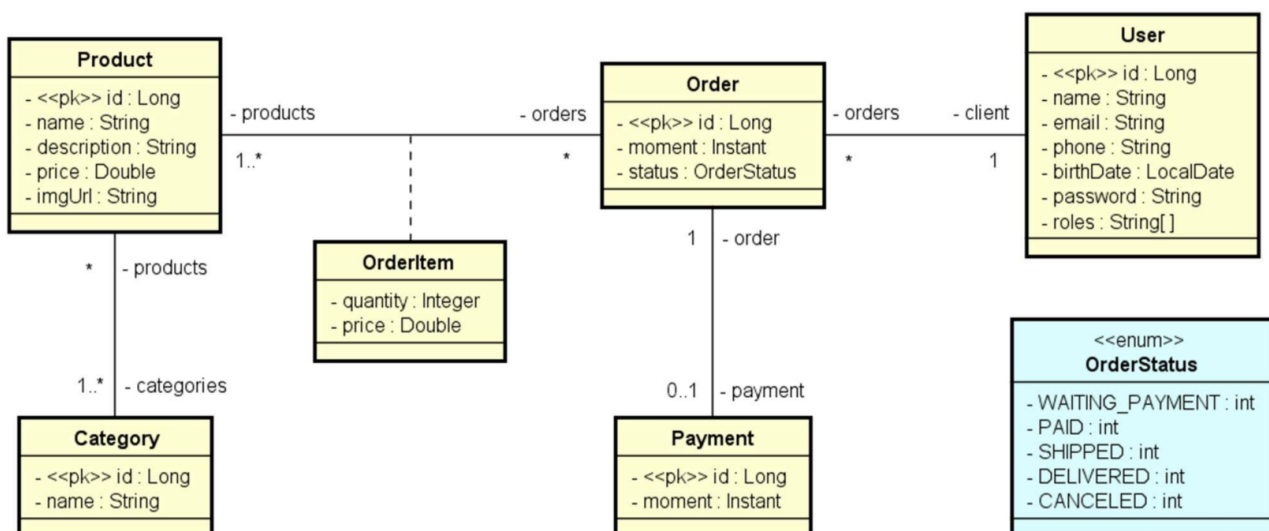 Product
- <<pk>> id : Long
- name : String
- description : String
- price : Double
- imgUrl : String
- products
1..*
- orders
*
Order
- <<pk>> id : Long
- moment : Instant
- status : OrderStatus
- orders
*
- client
1
User
- <<pk>> id : Long
- name : String
- email : String
- phone : String
- birthDate : LocalDate
- password : String
- roles : String[ ]
OrderItem
- quantity : Integer
- price : Double
* - products
1..* - categories
Category
- <<pk>> id : Long
- name : String
1 - order
0..1 - payment
Payment
- <<pk>> id : Long
- moment : Instant
<<enum>>
OrderStatus
- WAITING_PAYMENT : int
- PAID : int
- SHIPPED : int
- DELIVERED : int
- CANCELED : int